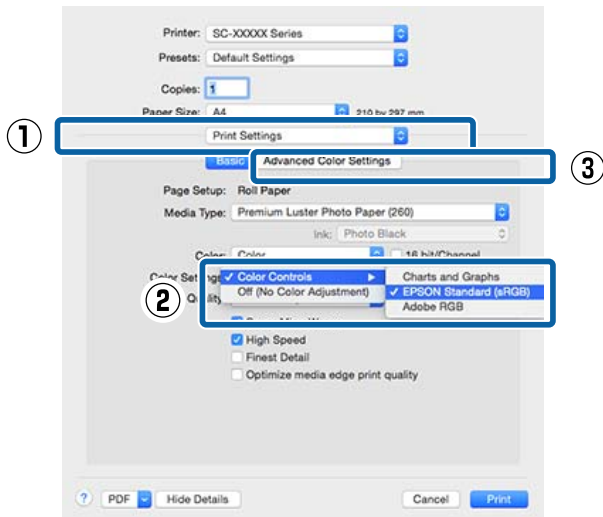 Printer: SC-XXXXX Series
Presets: Default Settings
Copies: 1
Paper Size: A4 210 by 297 mm
① Print Settings
Basic Advanced Color Settings ③
Page Setup: Roll Paper
Media Type: Premium Luster Photo Paper (260)
Ink: Photo Black
Color: Color 16 bit/Channel
Color Settings ✓ Color Controls ▶ Charts and Graphs
② Off (No Color Adjustment) ✓ EPSON Standard (sRGB)
Adobe RGB
High Speed
Finest Detail
Optimize media edge print quality
? PDF Hide Details Cancel Print